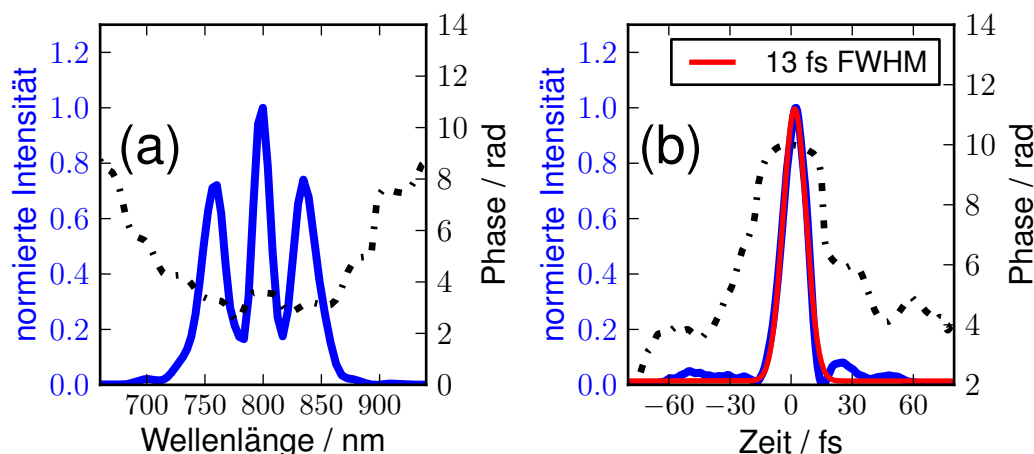 normierte Intensität
1.2
1.0
0.8
0.6
0.4
0.2
0.0
(a)
14
12
10
8
6
4
2
0
Phase / rad
700 750 800 850 900
Wellenlänge / nm
normierte Intensität
1.2
1.0
0.8
0.6
0.4
0.2
0.0
13 fs FWHM
(b)
14
12
10
8
6
4
2
Phase / rad
−60 −30 0 30 60
Zeit / fs